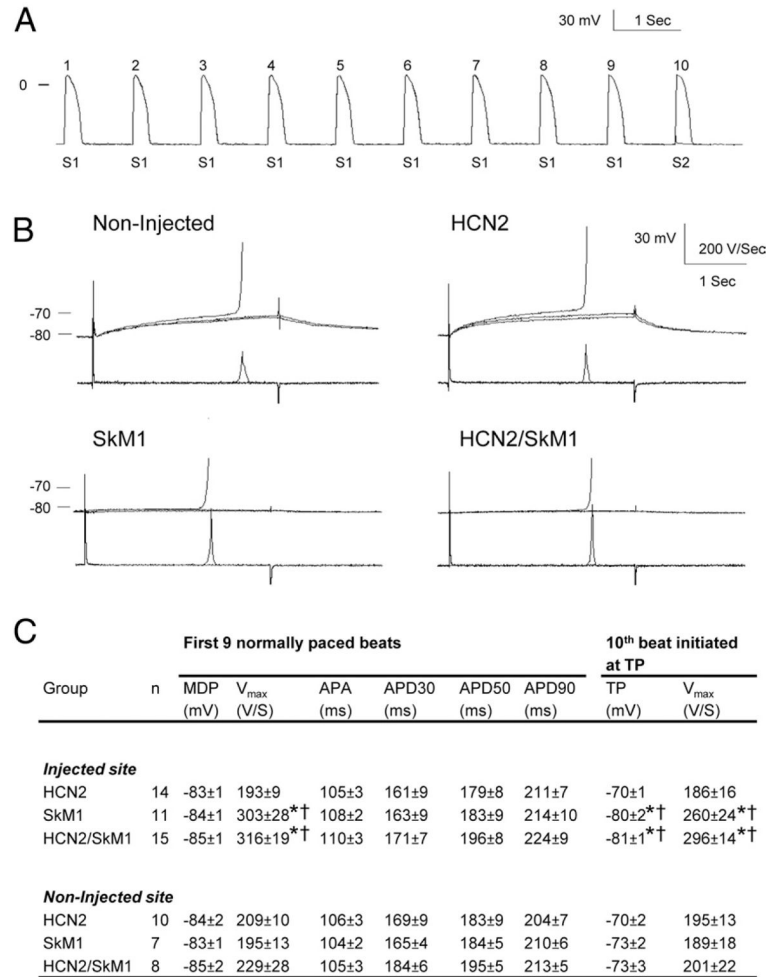 A
30 mV 1 Sec
1 2 3 4 5 6 7 8 9 10
0
S1 S1 S1 S1 S1 S1 S1 S1 S1 S2
B
Non-Injected HCN2
30 mV 200 V/Sec
1 Sec
-70
-80
SkM1 HCN2/SkM1
-70
-80
C
First 9 normally paced beats 10th beat initiated
at TP
Group n MDP Vmax APA APD30 APD50 APD90 TP Vmax
(mV) (V/S) (ms) (ms) (ms) (ms) (mV) (V/S)
Injected site
HCN2 14 -83±1 193±9 105±3 161±9 179±8 211±7 -70±1 186±16
SkM1 11 -84±1 303±28*† 108±2 163±9 183±9 214±10 -80±2*† 260±24*†
HCN2/SkM1 15 -85±1 316±19*† 110±3 171±7 196±8 224±9 -81±1*† 296±14*†
Non-Injected site
HCN2 10 -84±2 209±10 106±3 169±9 183±9 204±7 -70±2 195±13
SkM1 7 -83±1 195±13 104±2 165±4 184±5 210±6 -73±2 189±18
HCN2/SkM1 8 -85±2 229±28 105±3 184±6 195±5 213±5 -73±3 201±22